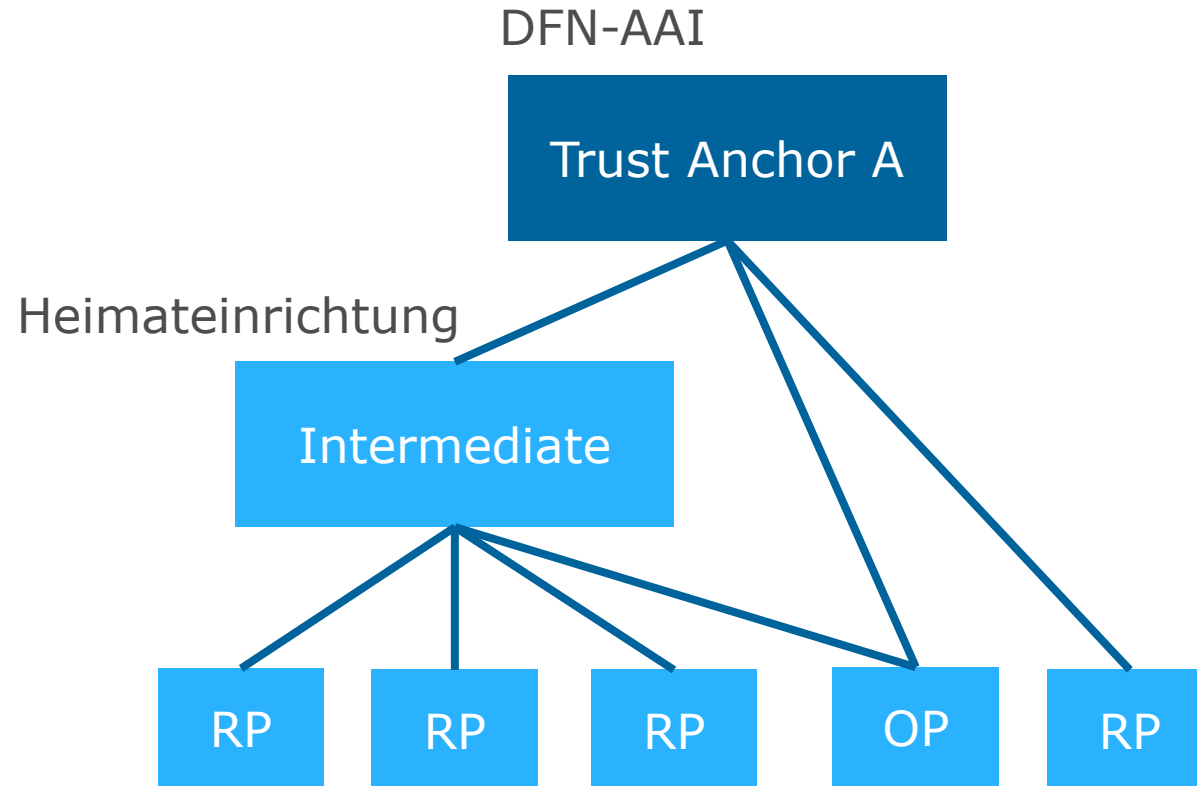 DFN-AAI
Trust Anchor A
Heimateinrichtung
Intermediate
RP
RP
RP
OP
RP